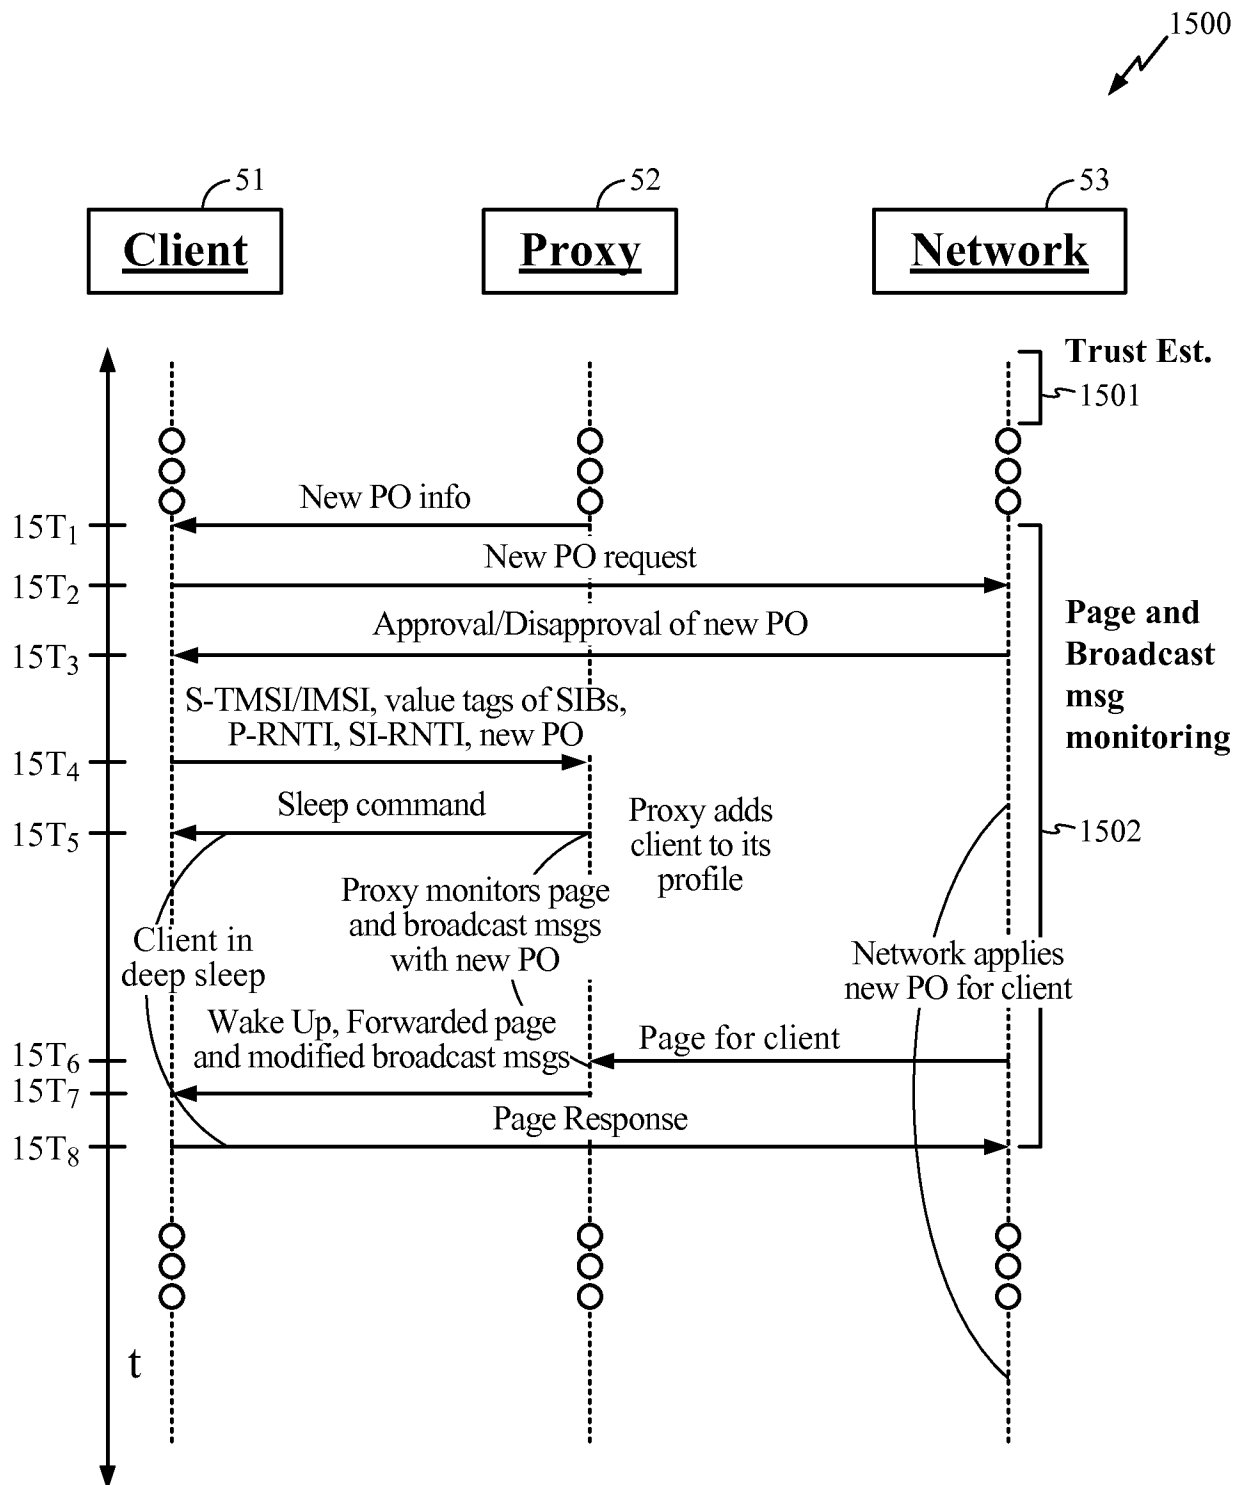 1500
51
52
53
Client
Proxy
Network
Trust Est.
1501
New PO info
15T1
New PO request
15T2
Approval/Disapproval of new PO
15T3
Page and
Broadcast
msg
monitoring
S-TMSI/IMSI, value tags of SIBs,
P-RNTI, SI-RNTI, new PO
15T4
Sleep command
15T5
Proxy adds
client to its
profile
1502
Proxy monitors page
and broadcast msgs
with new PO
Client in
deep sleep
Network applies
new PO for client
Wake Up, Forwarded page
and modified broadcast msgs
Page for client
15T6
15T7
Page Response
15T8
t